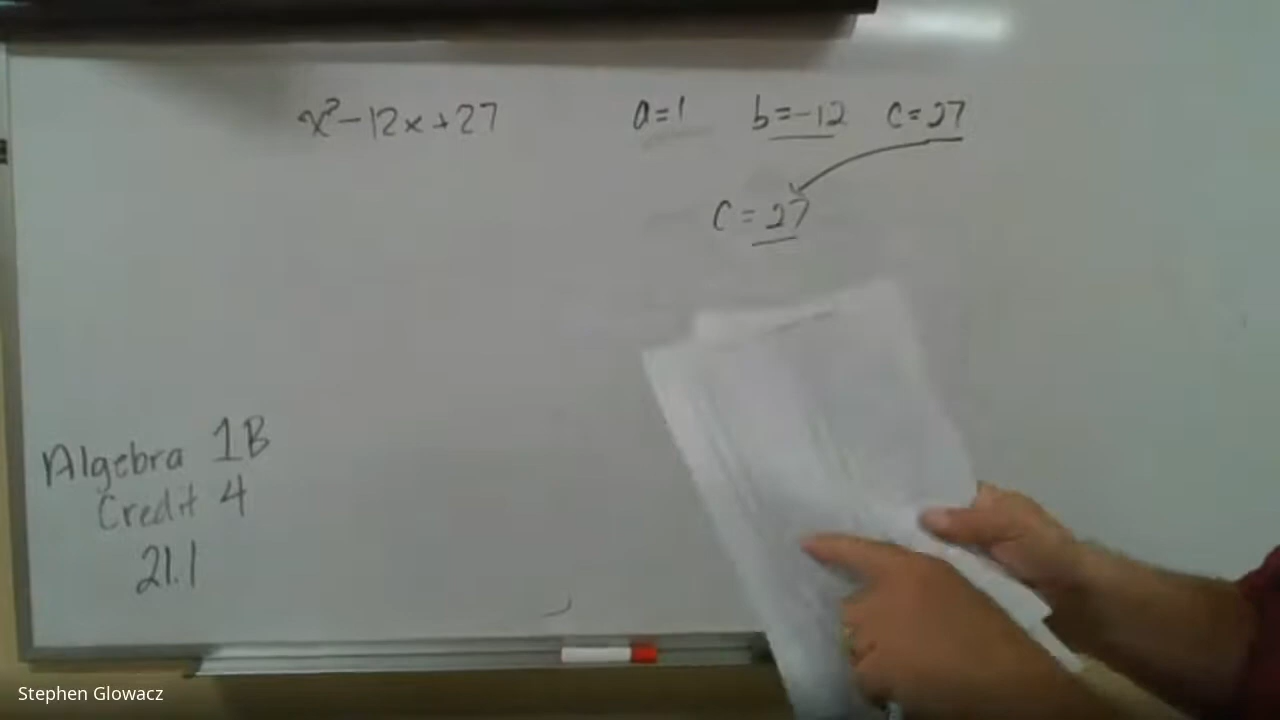 x²-12x+27 a=1 b=-12 c=27
c=27
Algebra 1B
Credit 4
21.1
Stephen Glowacz